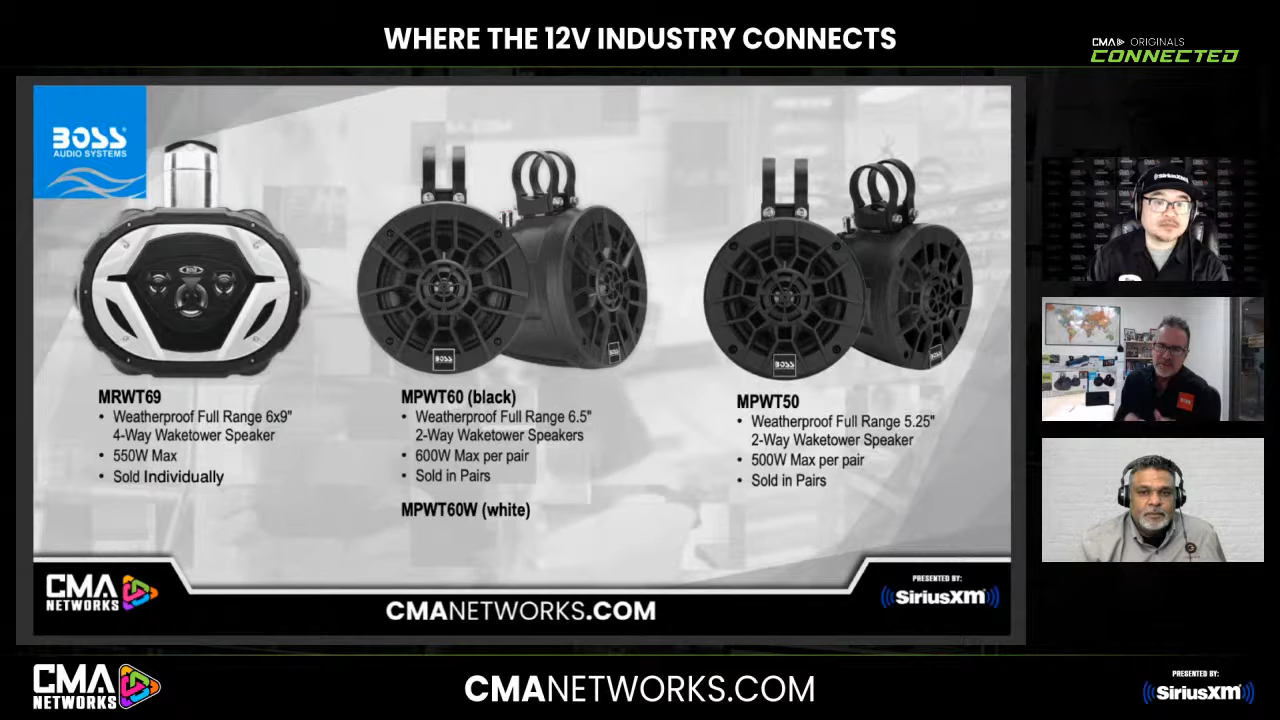 WHERE THE 12V INDUSTRY CONNECTS
CMA ORIGINALS
CONNECTED
BOSS
AUDIO SYSTEMS
MRWT69
• Weatherproof Full Range 6x9"
4-Way Waketower Speaker
• 550W Max
• Sold Individually
BOSS
MPWT60 (black)
• Weatherproof Full Range 6.5"
2-Way Waketower Speakers
• 600W Max per pair
• Sold in Pairs
MPWT60W (white)
BOSS
MPWT50
• Weatherproof Full Range 5.25"
2-Way Waketower Speaker
• 500W Max per pair
• Sold in Pairs
SiriusXM
CMA
NETWORKS
CMANETWORKS.COM
PRESENTED BY:
SiriusXM
CMA
NETWORKS
CMANETWORKS.COM
PRESENTED BY:
SiriusXM